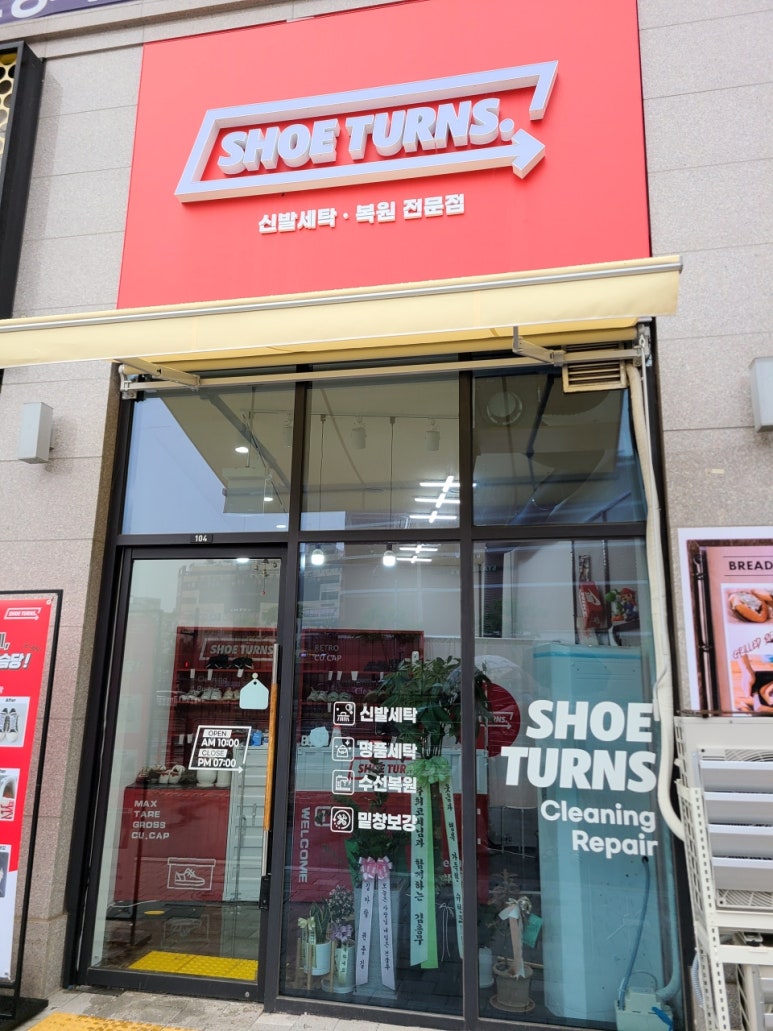 SHOE TURNS.
신발세탁 · 복원 전문점
104
SHOE TURNS.
BREAD
SHOE TURNS
RETRO
CU.CAP
OPEN
AM 10:00
CLOSE
PM 07:00
신발세탁
명품세탁
수선복원
밑창보강
SHOE
TURNS
Cleaning
Repair
MAX
TARE
GROSS
CU.CAP
WELCOME